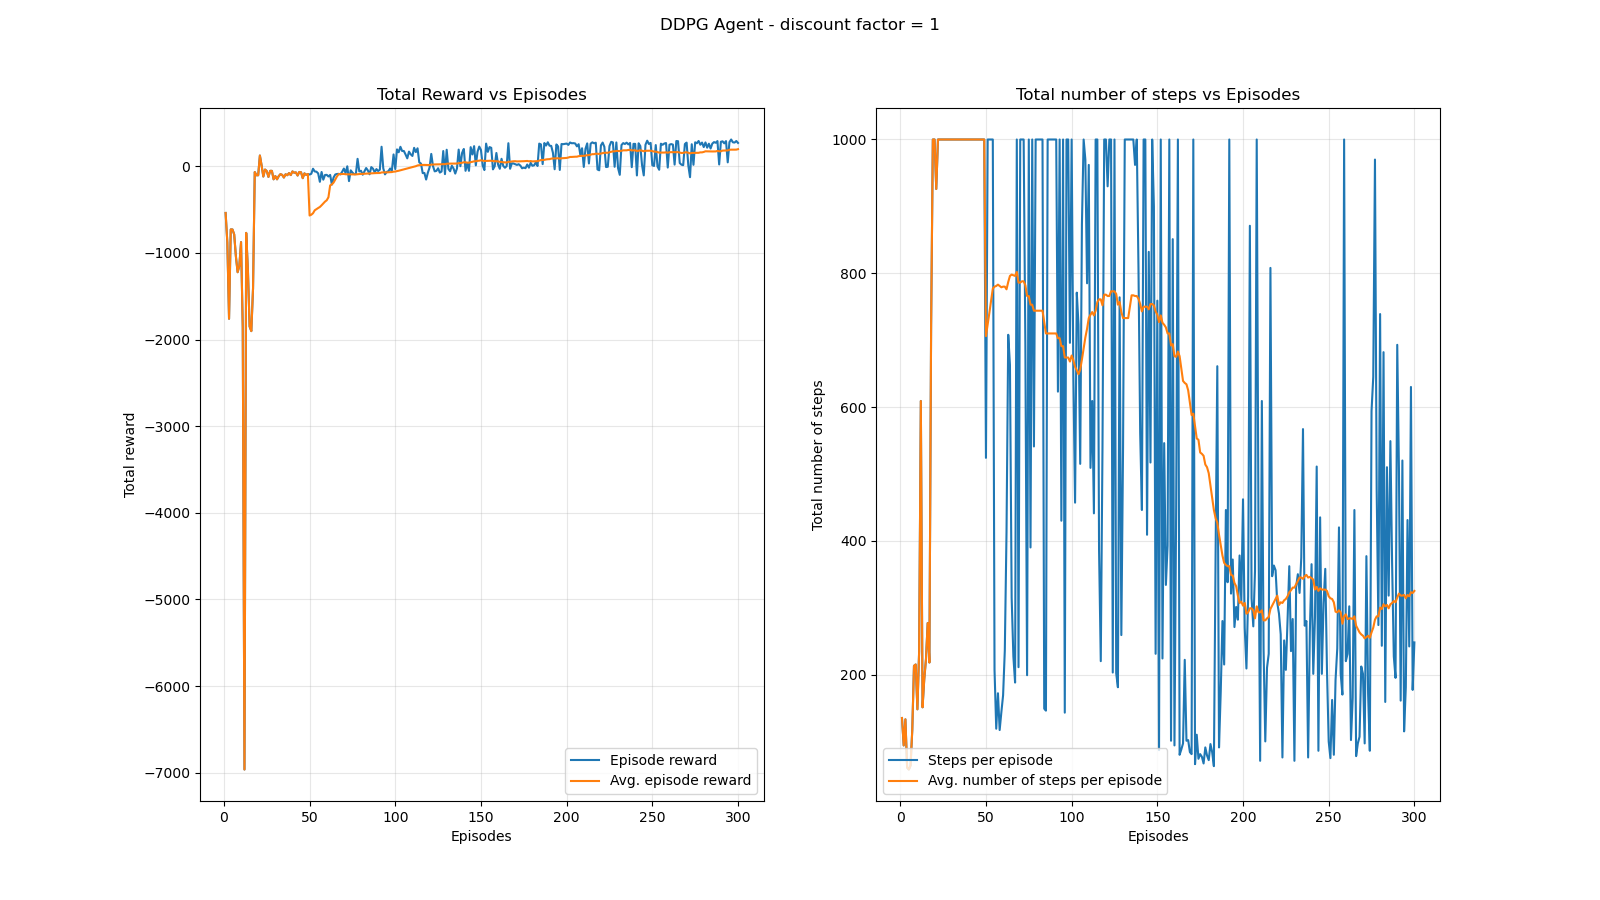 DDPG Agent - discount factor = 1
Total Reward vs Episodes
Total reward
0
−1000
−2000
−3000
−4000
−5000
−6000
−7000
0 50 100 150 200 250 300
Episodes
Episode reward
Avg. episode reward
Total number of steps vs Episodes
Total number of steps
1000
800
600
400
200
0 50 100 150 200 250 300
Episodes
Steps per episode
Avg. number of steps per episode